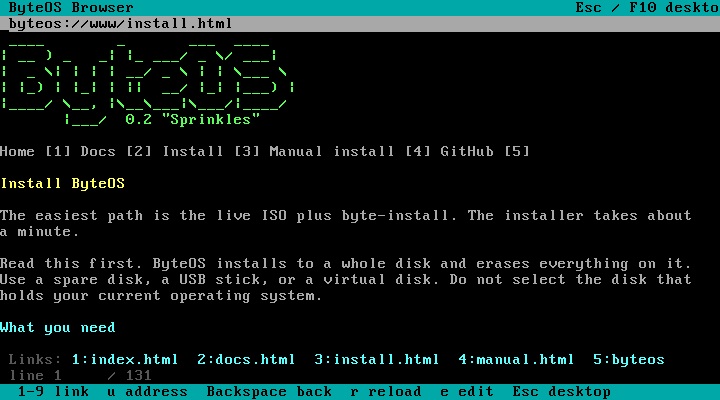 ByteOS Browser Esc / F10 deskto
byteos://www/install.html
ByteOS
0.2 "Sprinkles"
Home [1] Docs [2] Install [3] Manual install [4] GitHub [5]
Install ByteOS
The easiest path is the live ISO plus byte-install. The installer takes about
a minute.
Read this first. ByteOS installs to a whole disk and erases everything on it.
Use a spare disk, a USB stick, or a virtual disk. Do not select the disk that
holds your current operating system.
What you need
Links: 1:index.html 2:docs.html 3:install.html 4:manual.html 5:byteos
line 1 / 131
1-9 link u address Backspace back r reload e edit Esc desktop